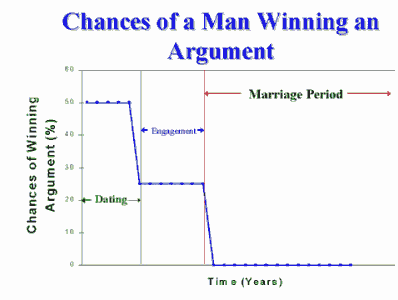 Chances of a Man Winning an
Argument
Chances of Winning
Argument (%)
60
50
40
30
20
10
0
Marriage Period
Engagement
Dating
Time (Years)